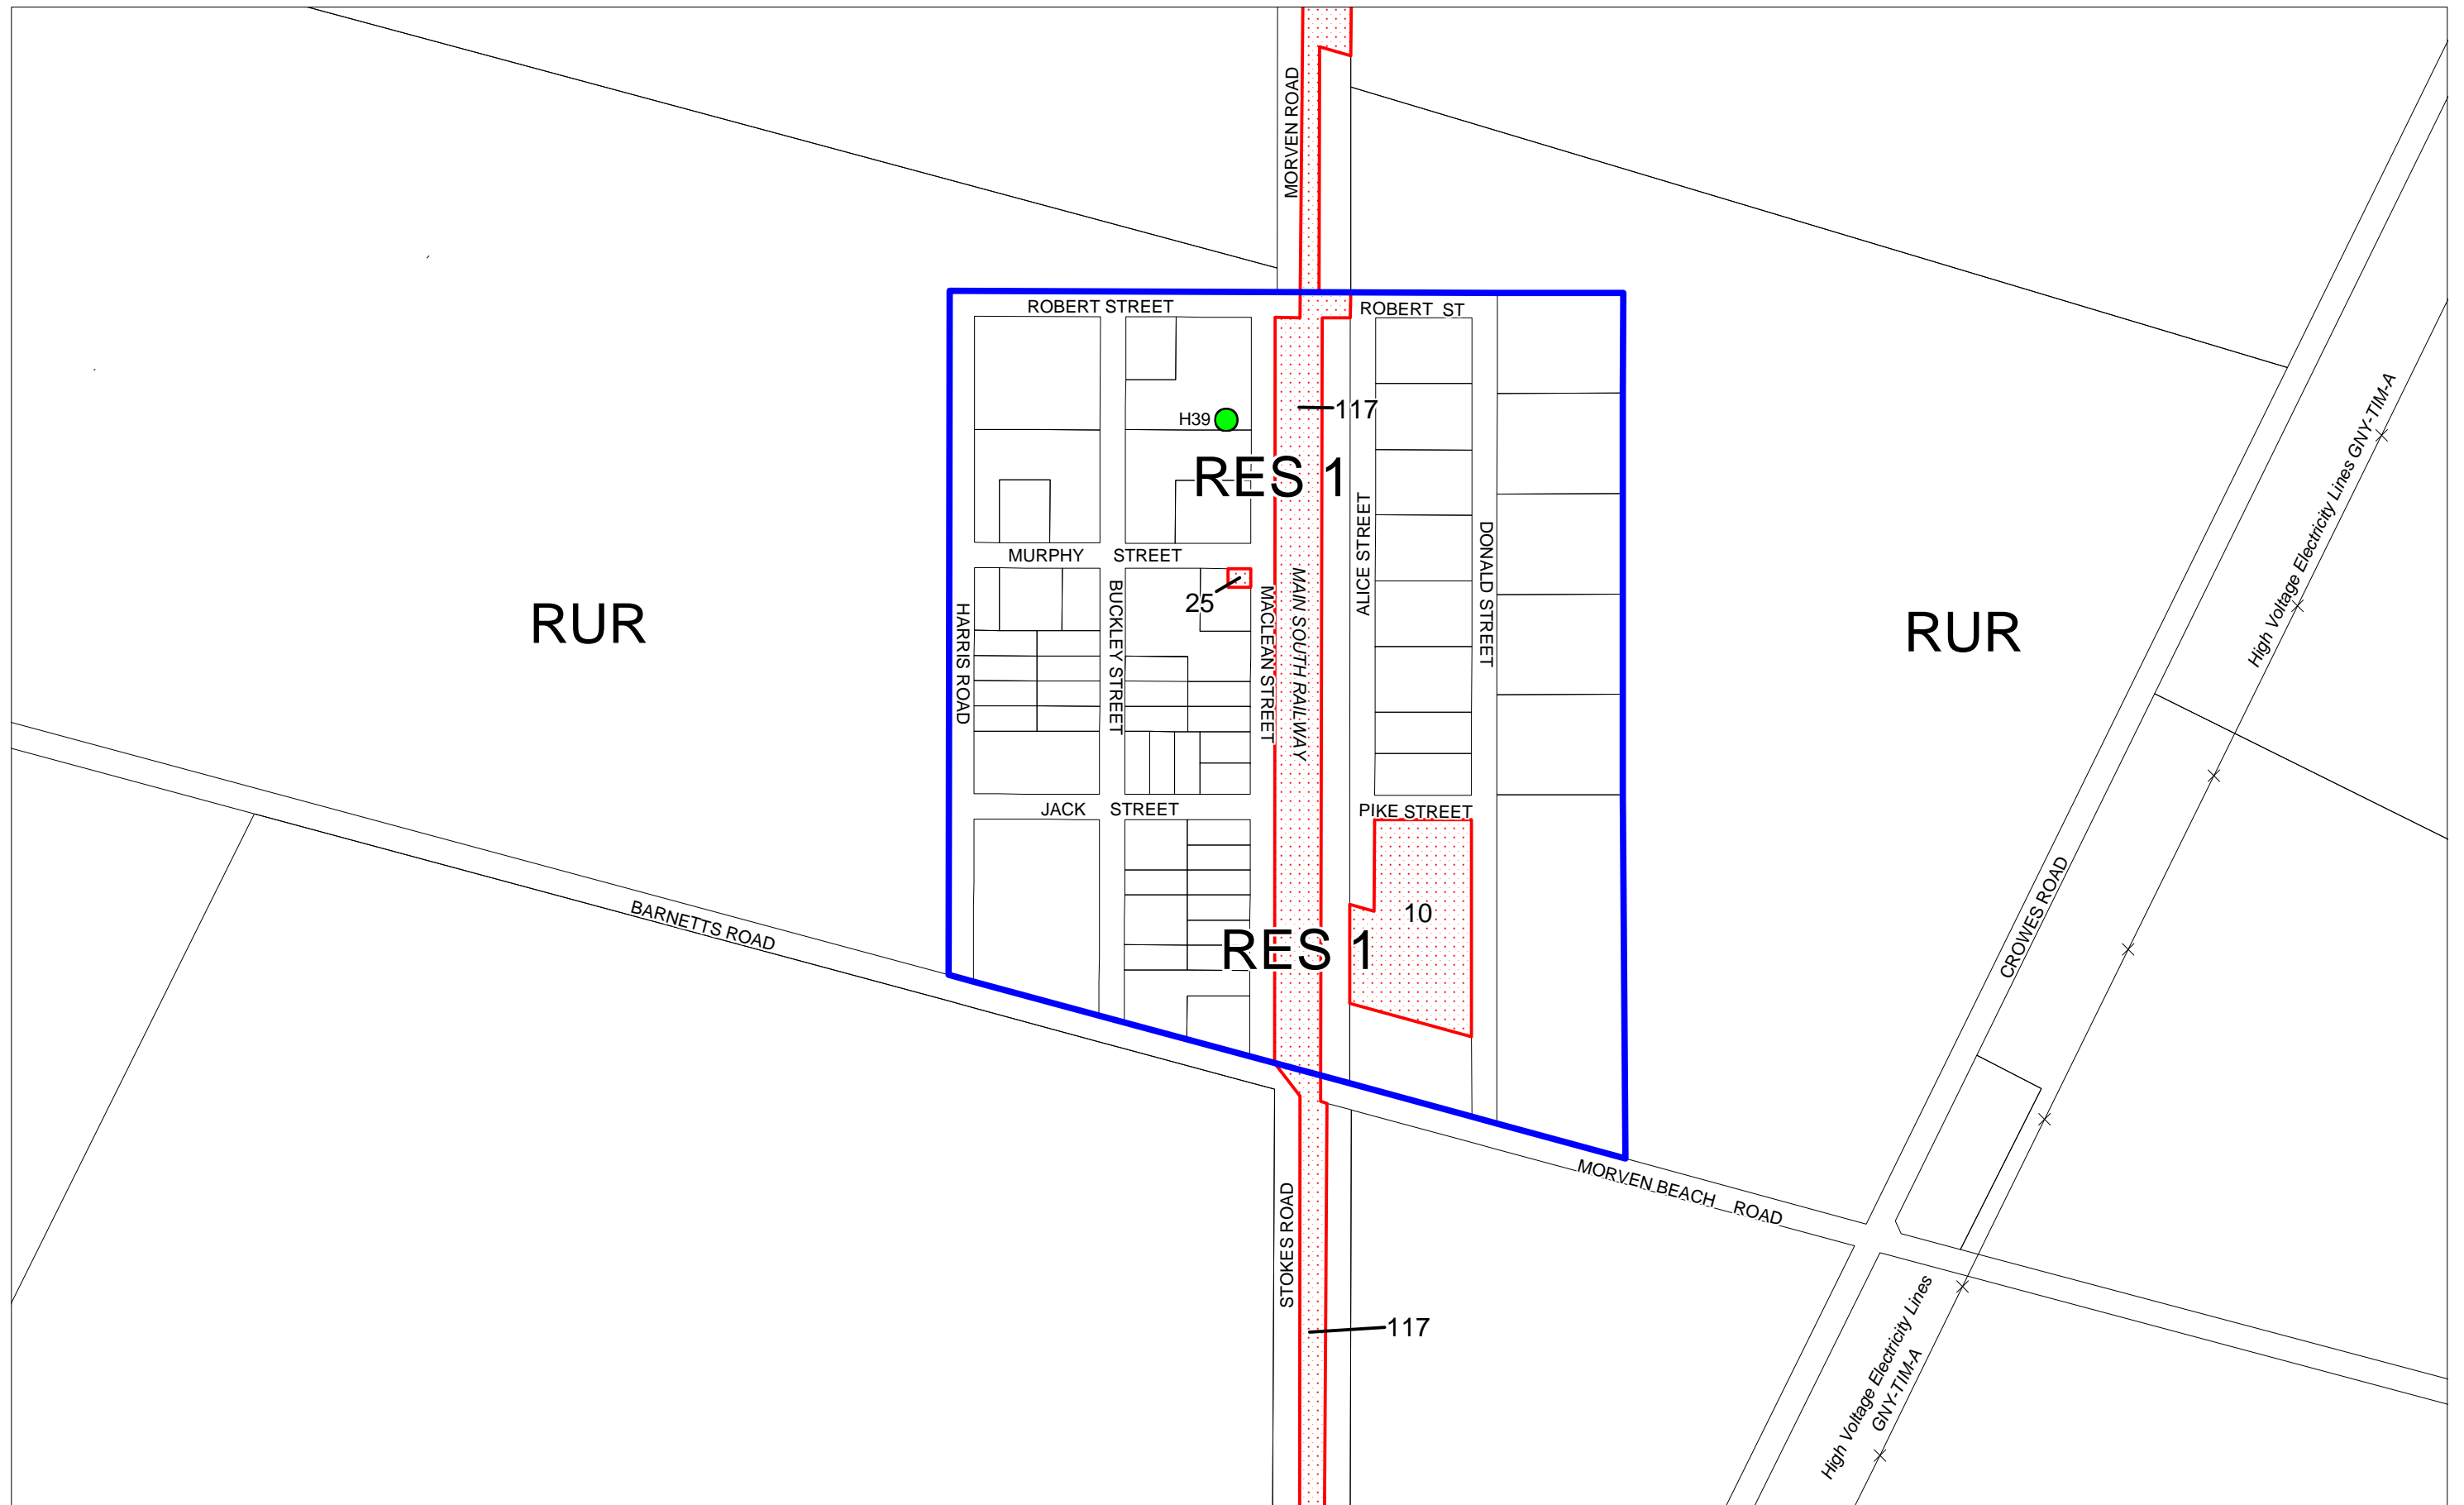 MORVEN ROAD
ROBERT STREET
ROBERT ST
H39
117
RES 1
High Voltage Electricity Lines GNY-TIM-A
ALICE STREET
DONALD STREET
MURPHY STREET
25
HARRIS ROAD
BUCKLEY STREET
MACLEAN STREET
MAIN SOUTH RAILWAY
RUR
RUR
JACK STREET
PIKE STREET
10
BARNETTS ROAD
RES 1
CROWES ROAD
MORVEN BEACH ROAD
STOKES ROAD
117
High Voltage Electricity Lines
GNY-TIM-A